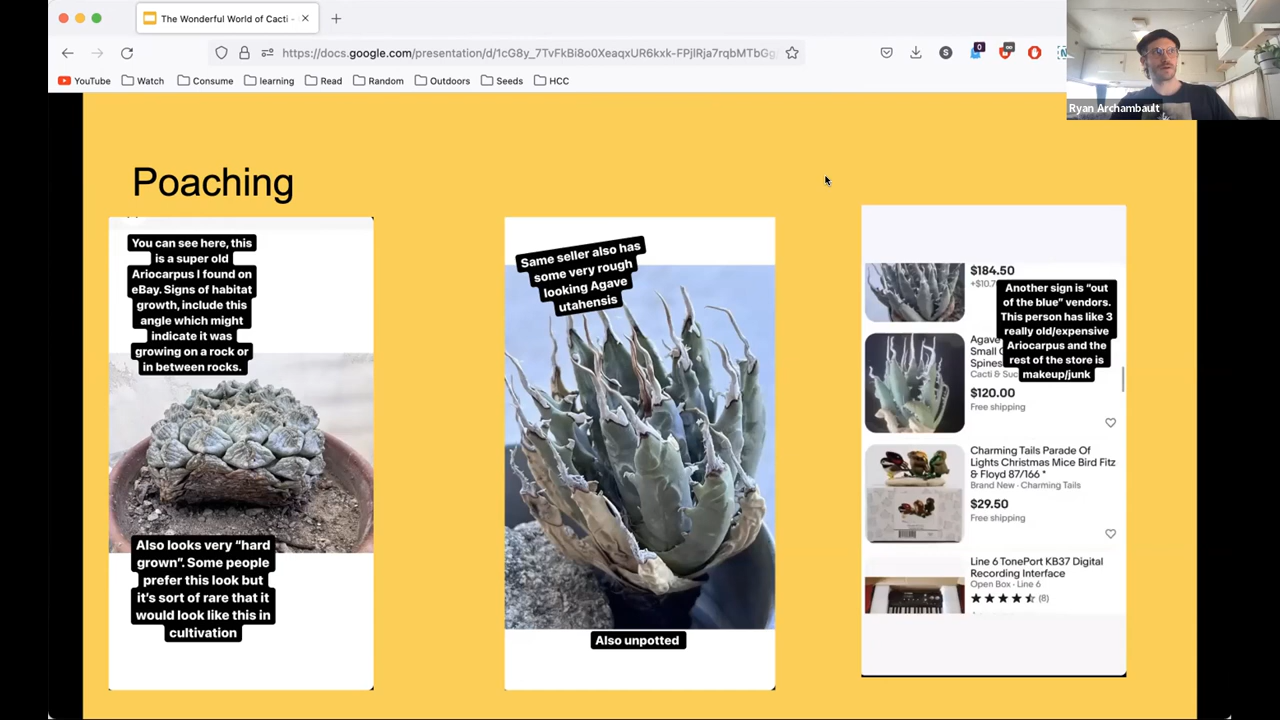 The Wonderful World of Cacti -
https://docs.google.com/presentation/d/1cG8y_7TvFkBi8o0XeaqxUR6kxk-FPjlRja7rqbMTbGg
S
0
YouTube
Watch
Consume
learning
Read
Random
Outdoors
Seeds
HCC
Ryan Archambault
Poaching
You can see here, this
is a super old
Ariocarpus I found on
eBay. Signs of habitat
growth, include this
angle which might
indicate it was
growing on a rock or
in between rocks.
Also looks very “hard
grown”. Some people
prefer this look but
it’s sort of rare that it
would look like this in
cultivation
Same seller also has
some very rough
looking Agave
utahensis
Also unpotted
$184.50
+$10.7
Another sign is “out
of the blue” vendors.
This person has like 3
really old/expensive
Ariocarpus and the
rest of the store is
makeup/junk
Agave
Small
Spines
Cacti & Suc
$120.00
Free shipping
Charming Tails Parade Of
Lights Christmas Mice Bird Fitz
& Floyd 87/166 *
Brand New · Charming Tails
$29.50
Free shipping
Line 6 TonePort KB37 Digital
Recording Interface
Open Box · Line 6
(8)